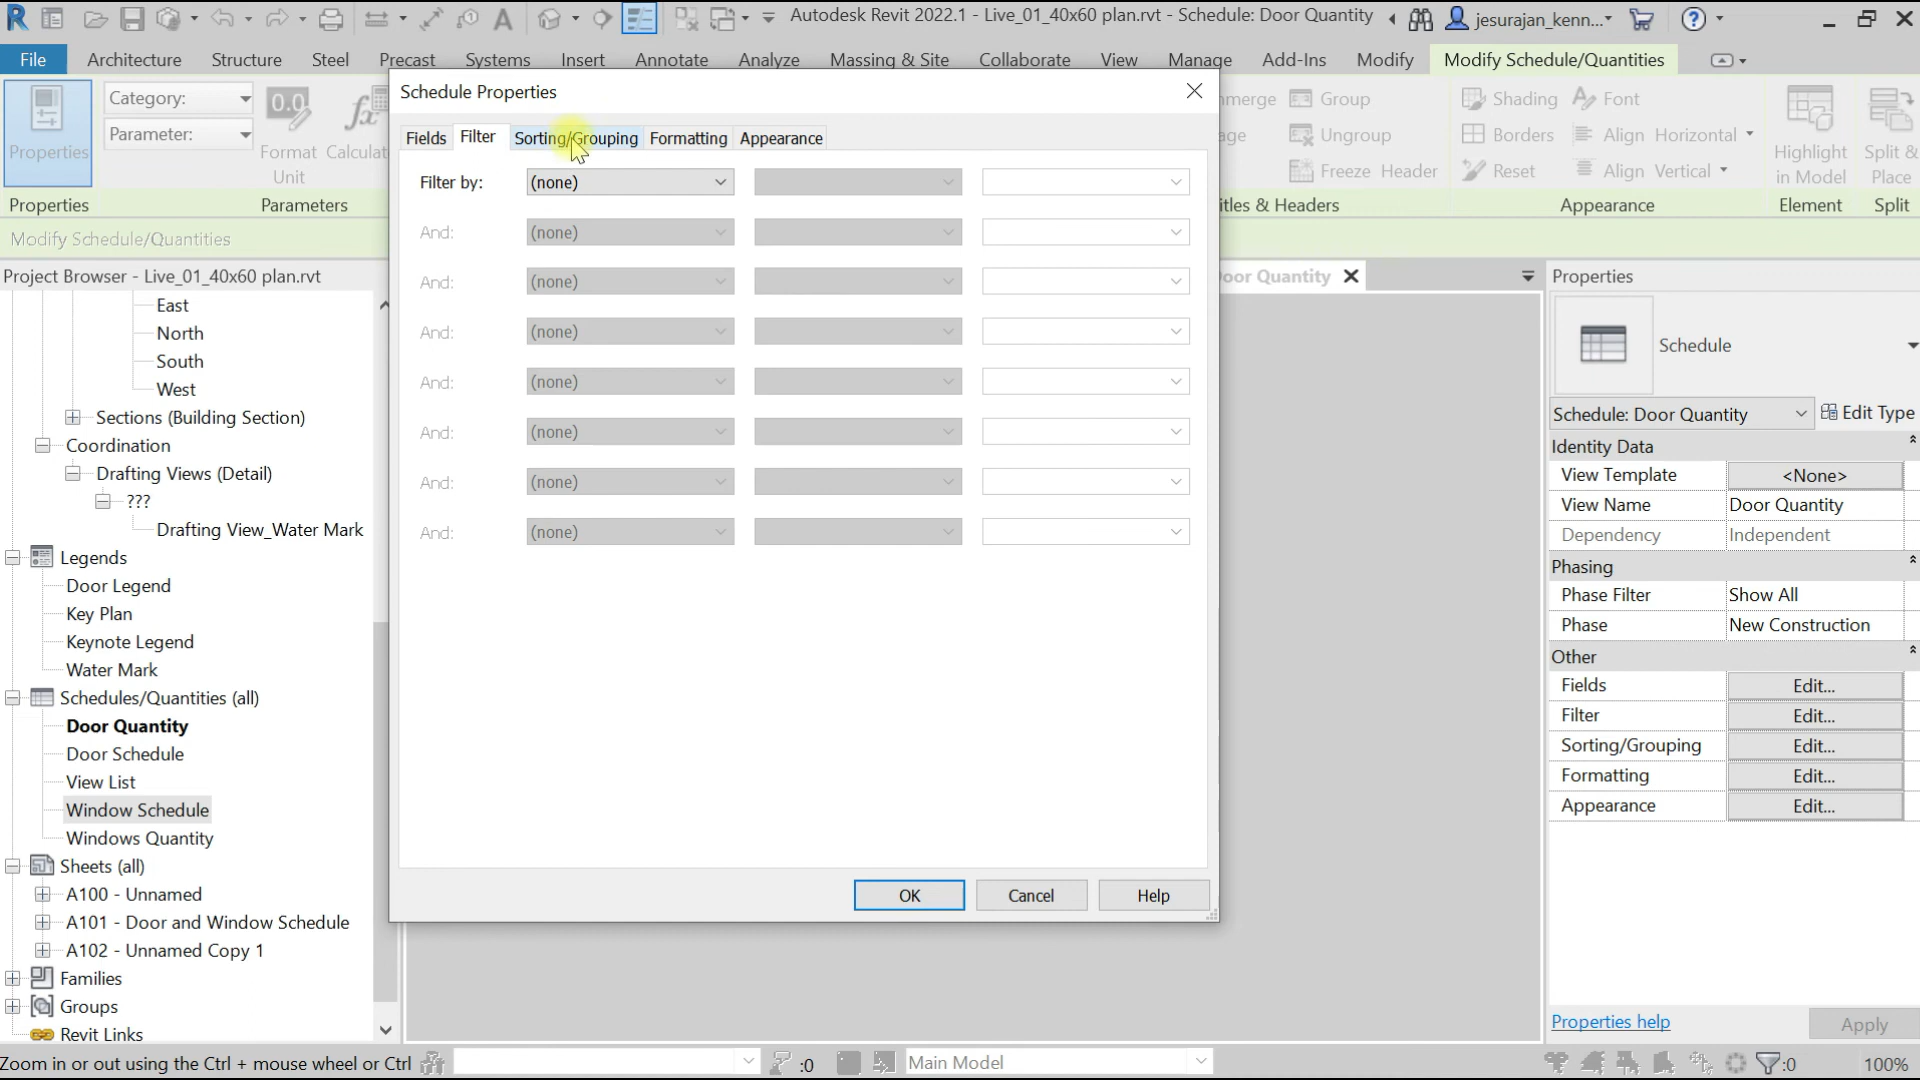 Autodesk Revit 2022.1 - Live_01_40x60 plan.rvt - Schedule: Door Quantity
jesurajan_kenn...
File
Architecture
Structure
Steel
Precast
Systems
Insert
Annotate
Analyze
Massing & Site
Collaborate
View
Manage
Add-Ins
Modify
Modify Schedule/Quantities
Properties
Category:
Parameter:
0.0
Format
Unit
Properties
Parameters
Group
Ungroup
Freeze Header
Shading
Borders
Reset
Font
Align Horizontal
Align Vertical
Highlight
in Model
Split &
Place
Appearance
Element
Split
Modify Schedule/Quantities
Schedule Properties
Fields
Filter
Sorting/Grouping
Formatting
Appearance
Filter by:
(none)
And:
(none)
And:
(none)
And:
(none)
And:
(none)
And:
(none)
And:
(none)
And:
(none)
OK
Cancel
Help
Project Browser - Live_01_40x60 plan.rvt
East
North
South
West
Sections (Building Section)
Coordination
Drafting Views (Detail)
???
Drafting View_Water Mark
Legends
Door Legend
Key Plan
Keynote Legend
Water Mark
Schedules/Quantities (all)
Door Quantity
Door Schedule
View List
Window Schedule
Windows Quantity
Sheets (all)
A100 - Unnamed
A101 - Door and Window Schedule
A102 - Unnamed Copy 1
Families
Groups
Revit Links
Properties
Schedule
Schedule: Door Quantity
Edit Type
Identity Data
View Template
<None>
View Name
Door Quantity
Dependency
Independent
Phasing
Phase Filter
Show All
Phase
New Construction
Other
Fields
Edit...
Filter
Edit...
Sorting/Grouping
Edit...
Formatting
Edit...
Appearance
Edit...
Properties help
Apply
Zoom in or out using the Ctrl + mouse wheel or Ctrl
:0
Main Model
:0
100%